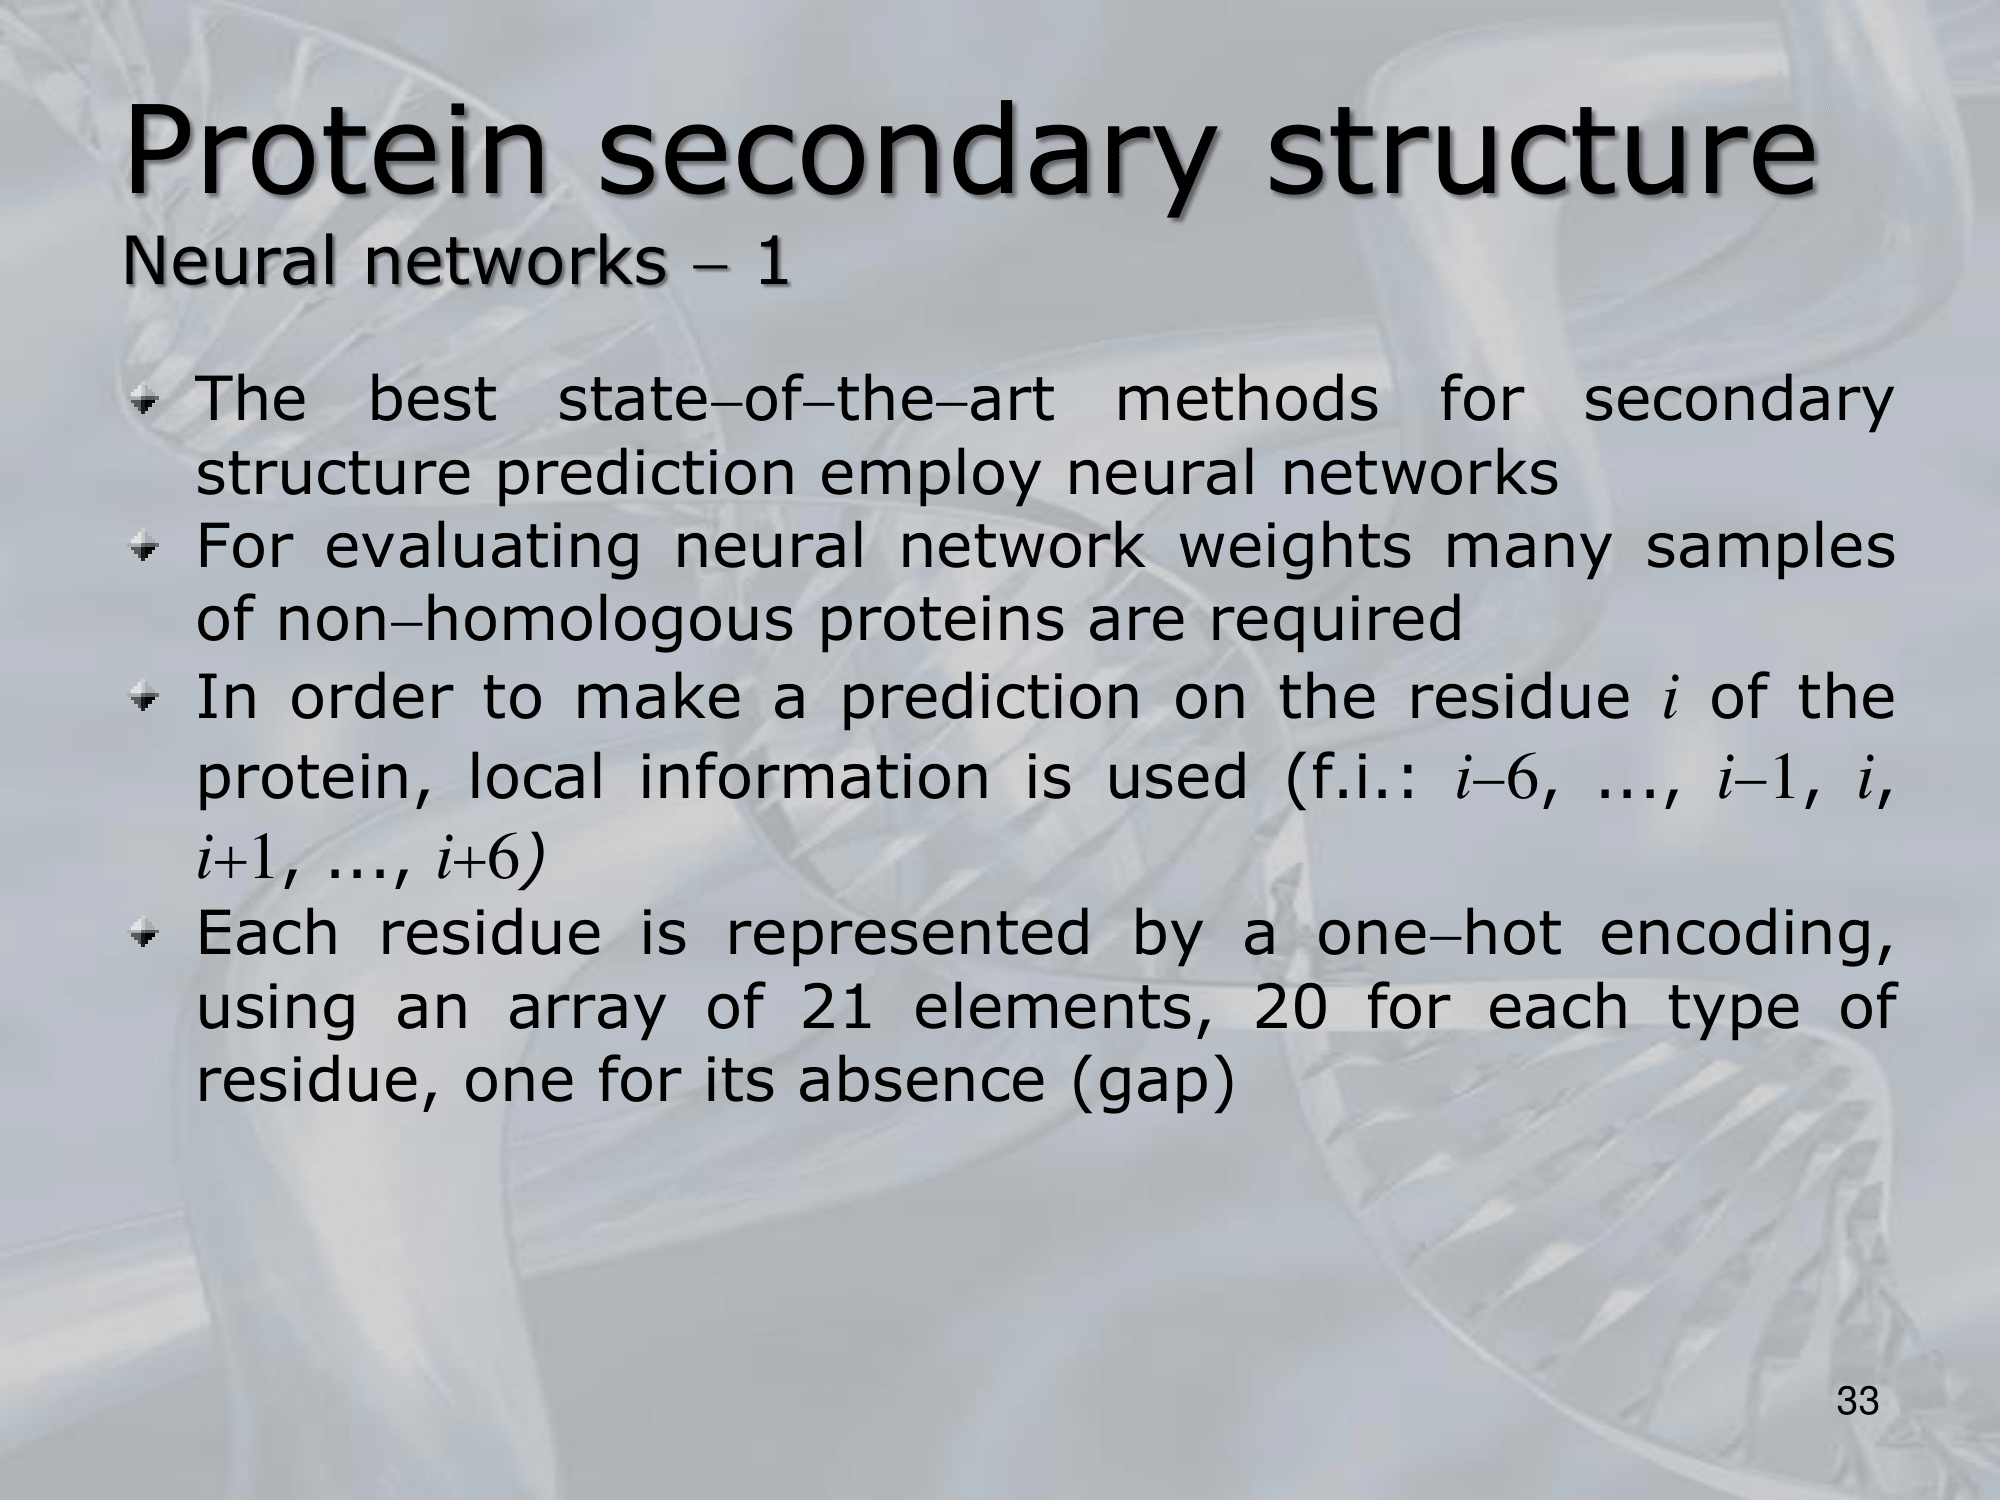 Protein secondary structure
Neural networks – 1
The best state–of–the–art methods for secondary
structure prediction employ neural networks
For evaluating neural network weights many samples
of non–homologous proteins are required
In order to make a prediction on the residue i of the
protein, local information is used (f.i.: i–6, ..., i–1, i,
i+1, ..., i+6)
Each residue is represented by a one–hot encoding,
using an array of 21 elements, 20 for each type of
residue, one for its absence (gap)
33